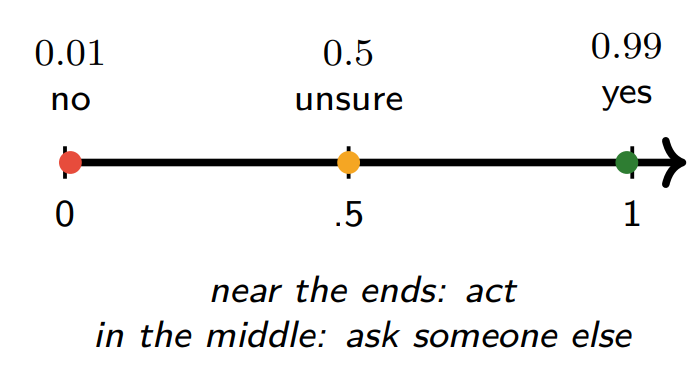 0.01 0.5 0.99
no unsure yes
0 .5 1
near the ends: act
in the middle: ask someone else